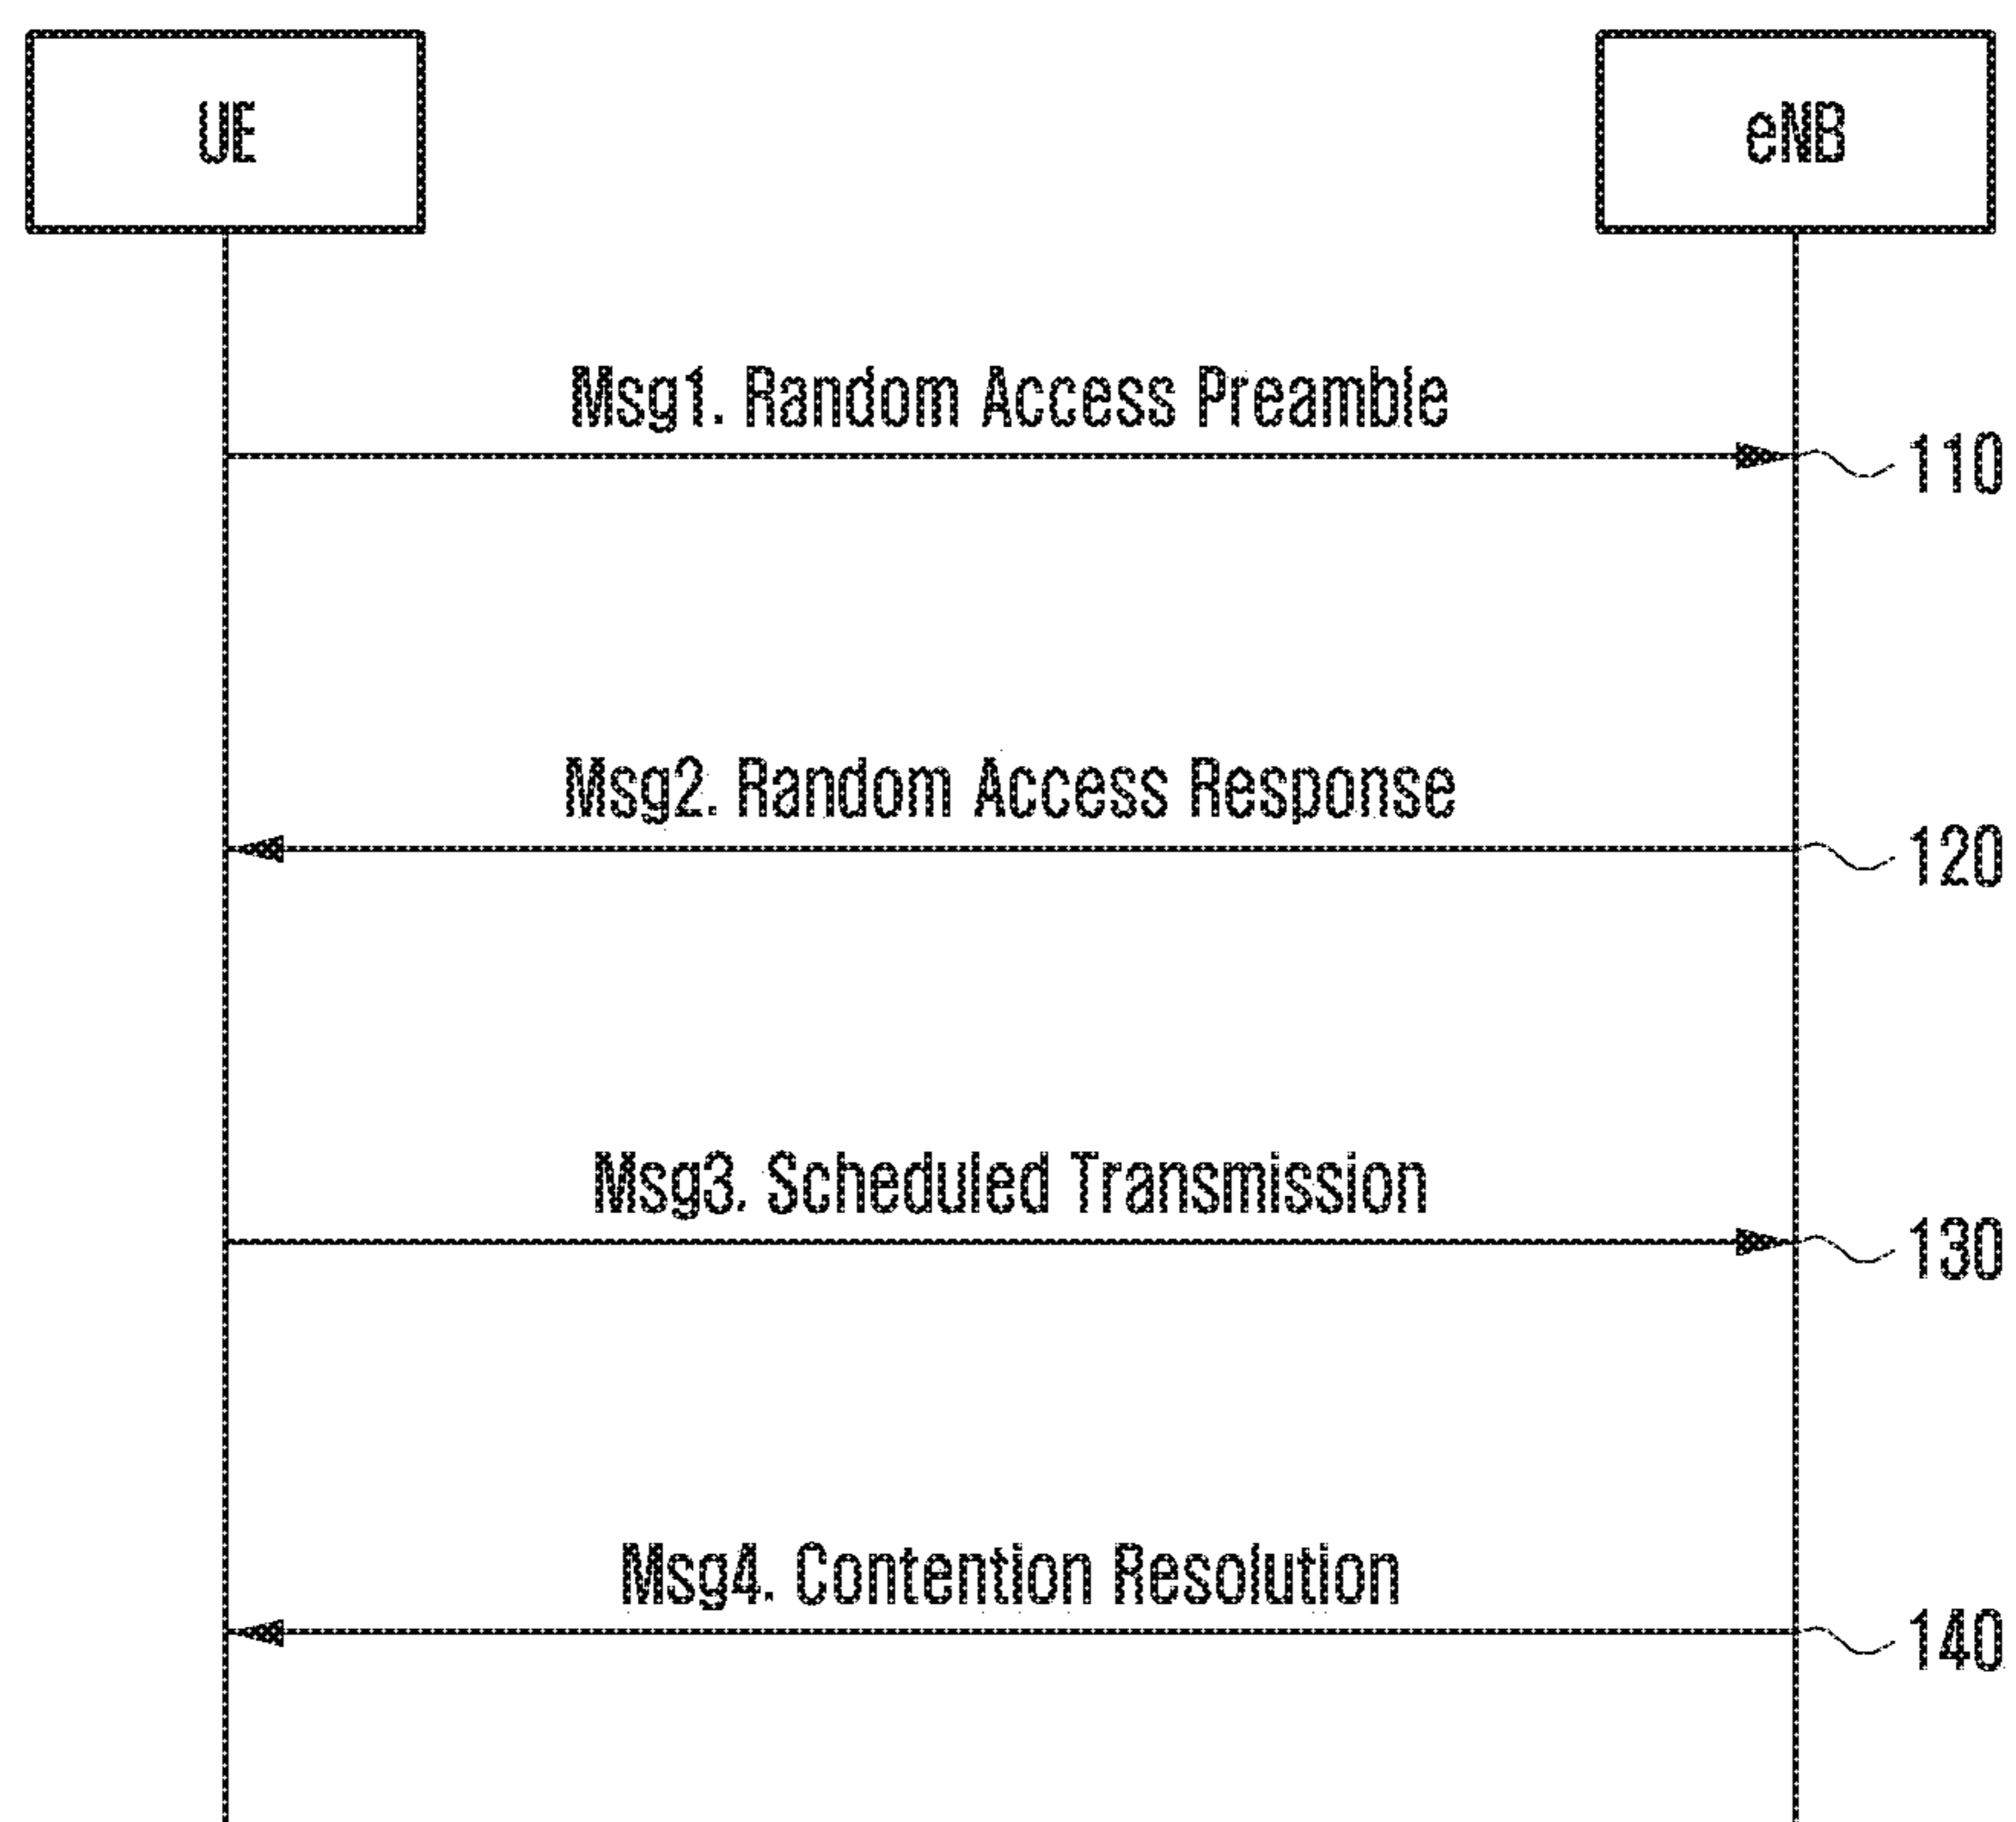 UE
eNB
Msg1. Random Access Preamble
110
Msg2. Random Access Response
120
Msg3. Scheduled Transmission
130
Msg4. Contention Resolution
140